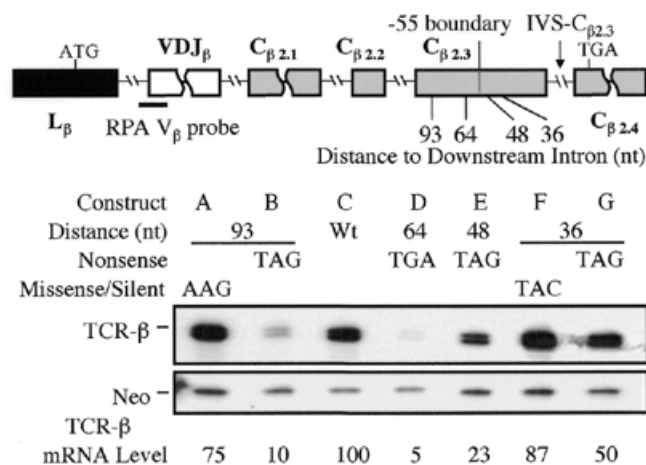 -55 boundary IVS-Cβ2.3
ATG VDJβ Cβ 2.1 Cβ 2.2 Cβ 2.3 TGA
Lβ RPA Vβ probe 93 64 48 36 Cβ 2.4
Distance to Downstream Intron (nt)
Construct A B C D E F G
Distance (nt) 93 Wt 64 48 36
Nonsense TAG TGA TAG TAG
Missense/Silent AAG TAC
TCR-β
Neo
TCR-β
mRNA Level 75 10 100 5 23 87 50